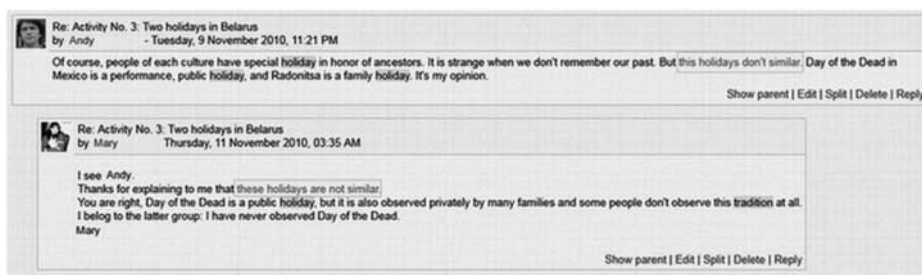 Re: Activity No. 3: Two holidays in Belarus
by Andy - Tuesday, 9 November 2010, 11:21 PM
Of course, people of each culture have special holiday in honor of ancestors. It is strange when we don't remember our past. But this holidays don't similar. Day of the Dead in
Mexico is a performance, public holiday, and Radonitsa is a family holiday. It's my opinion.
Show parent | Edit | Split | Delete | Reply
Re: Activity No. 3: Two holidays in Belarus
by Mary Thursday, 11 November 2010, 03:35 AM
I see Andy.
Thanks for explaining to me that these holidays are not similar.
You are right, Day of the Dead is a public holiday, but it is also observed privately by many families and some people don't observe this tradition at all.
I belong to the latter group: I have never observed Day of the Dead.
Mary
Show parent | Edit | Split | Delete | Reply